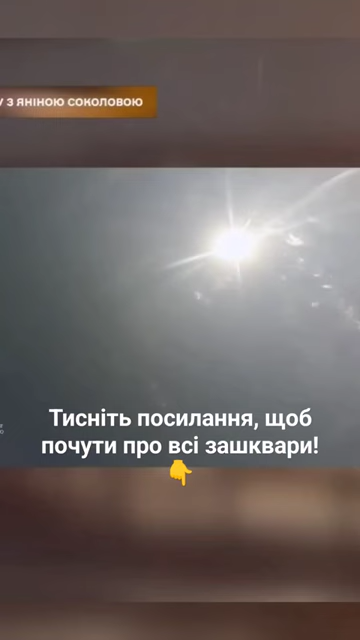 У З ЯНІНОЮ СОКОЛОВОЮ
Тисніть посилання, щоб
почути про всі зашквари!
👇